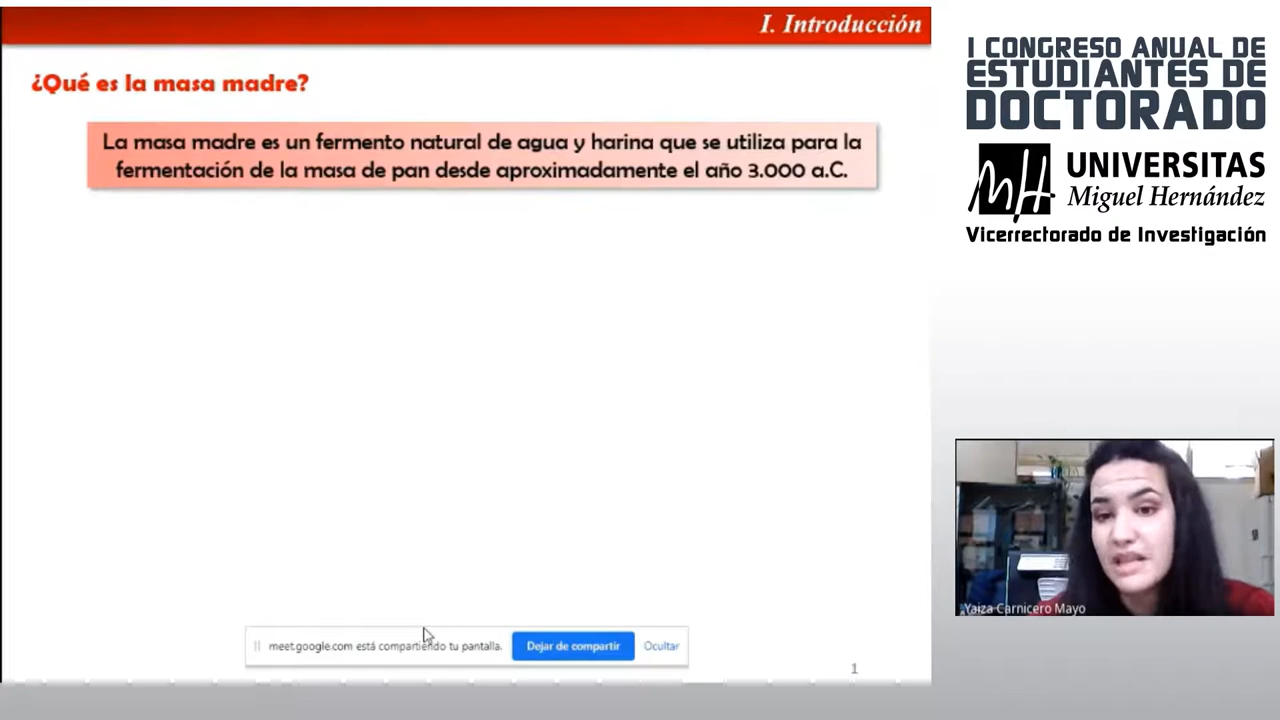 I. Introducción
¿Qué es la masa madre?
La masa madre es un fermento natural de agua y harina que se utiliza para la
fermentación de la masa de pan desde aproximadamente el año 3.000 a.C.
meet.google.com está compartiendo tu pantalla.
Dejar de compartir
Ocultar
1
I CONGRESO ANUAL DE
ESTUDIANTES DE
DOCTORADO
UNIVERSITAS
Miguel Hernández
Vicerrectorado de Investigación
Yaiza Carnicero Mayo